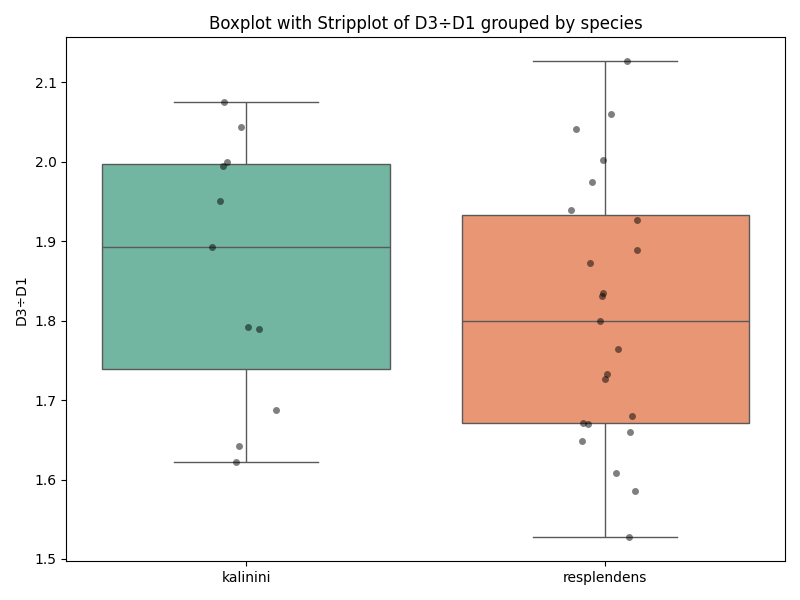 Boxplot with Stripplot of D3÷D1 grouped by species
D3÷D1
2.1
2.0
1.9
1.8
1.7
1.6
1.5
kalinini
resplendens